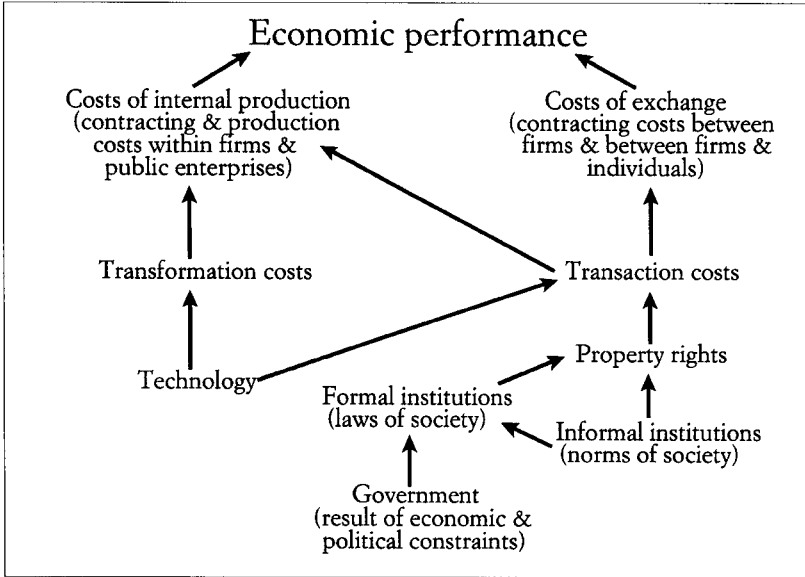 Economic performance
Costs of internal production
(contracting & production
costs within firms &
public enterprises)
Costs of exchange
(contracting costs between
firms & between firms &
individuals)
Transformation costs
Transaction costs
Technology
Property rights
Formal institutions
(laws of society)
Informal institutions
(norms of society)
Government
(result of economic &
political constraints)